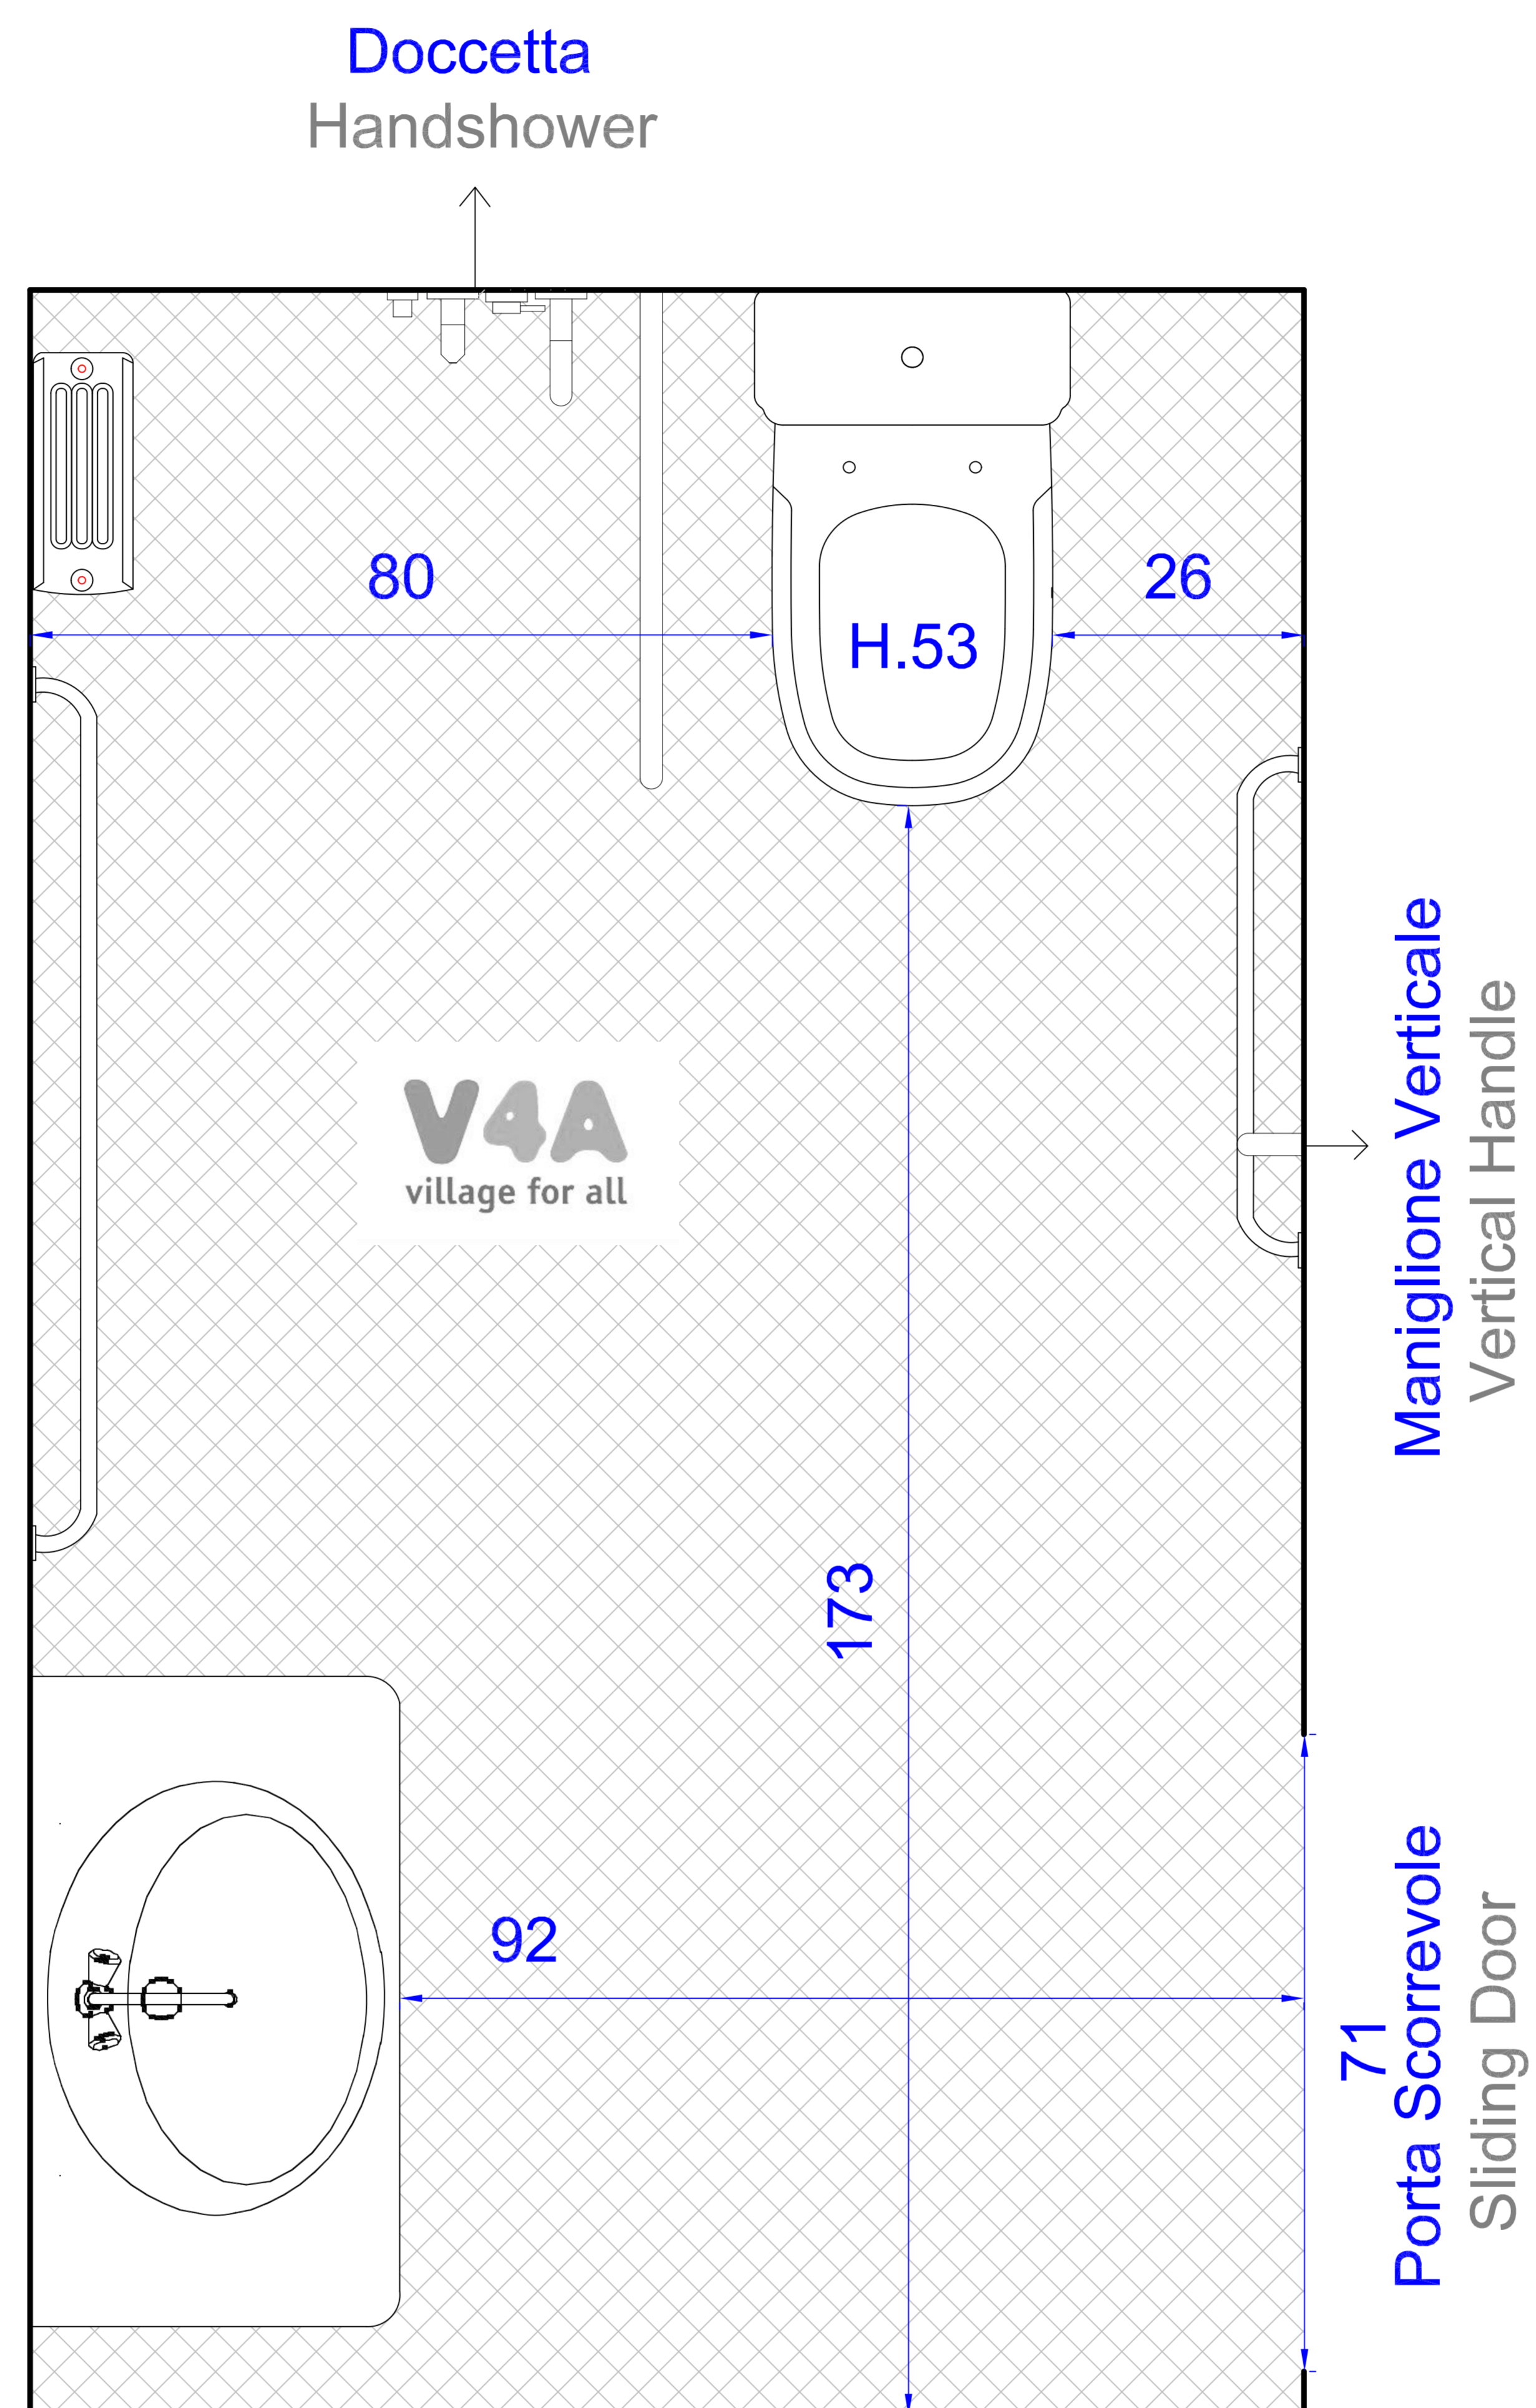 Doccetta
Handshower
80
26
H.53
Maniglione Verticale
Vertical Handle
V4A
village for all
173
92
71
Porta Scorrevole
Sliding Door